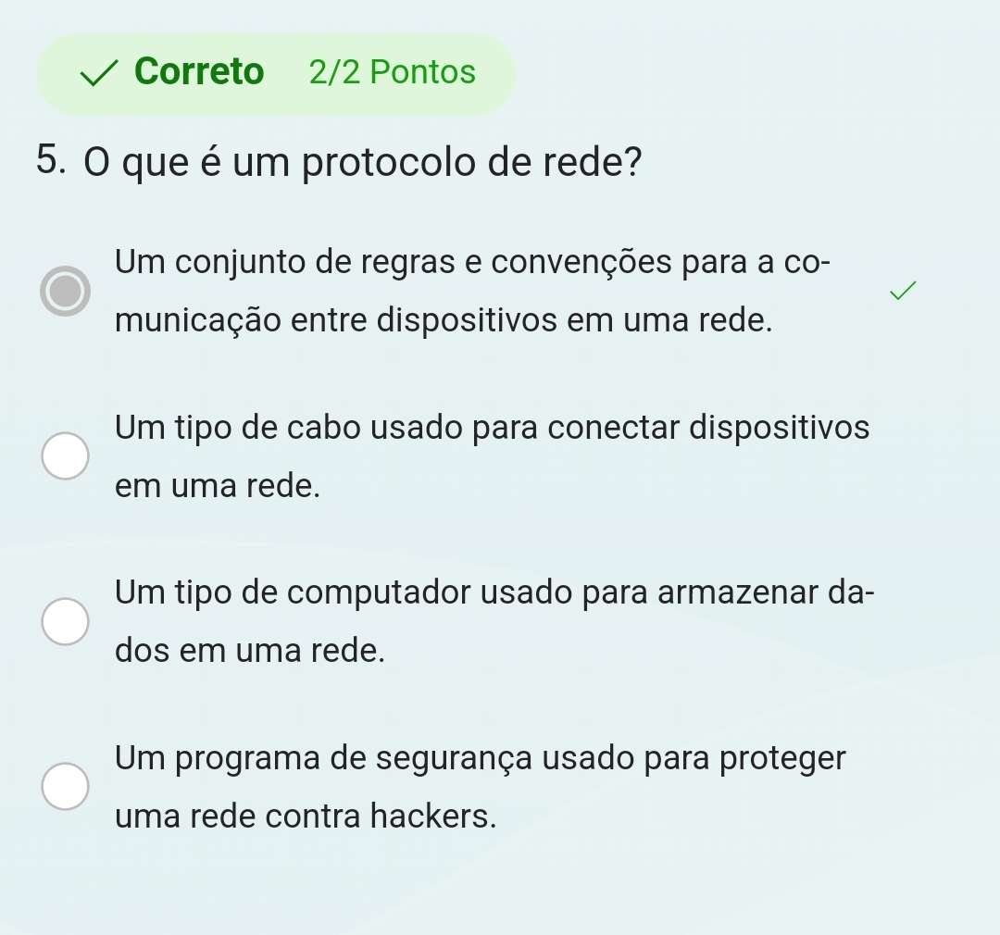 Correto 2/2 Pontos
5. O que é um protocolo de rede?
Um conjunto de regras e convenções para a co-
municação entre dispositivos em uma rede.
Um tipo de cabo usado para conectar dispositivos
em uma rede.
Um tipo de computador usado para armazenar da-
dos em uma rede.
Um programa de segurança usado para proteger
uma rede contra hackers.